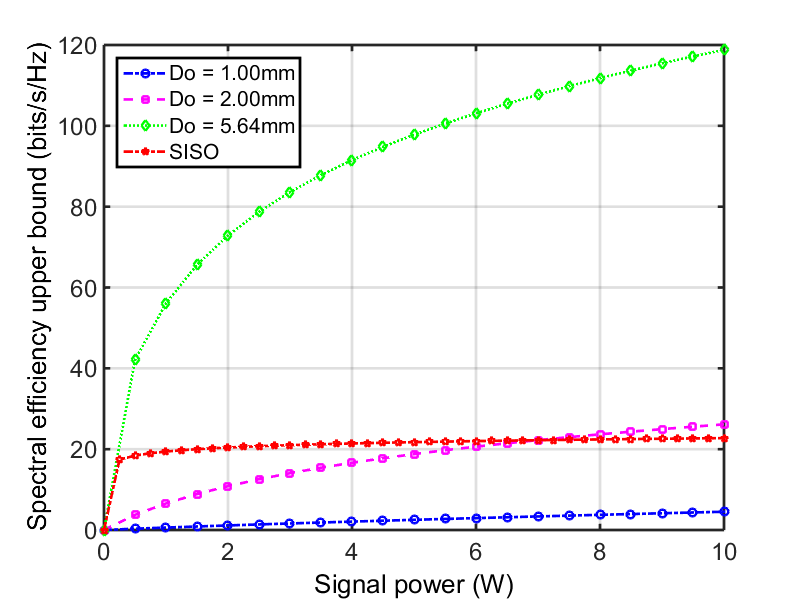 120
100
80
60
40
20
0
Spectral efficiency upper bound (bits/s/Hz)
Do = 1.00mm
Do = 2.00mm
Do = 5.64mm
SISO
0 2 4 6 8 10
Signal power (W)